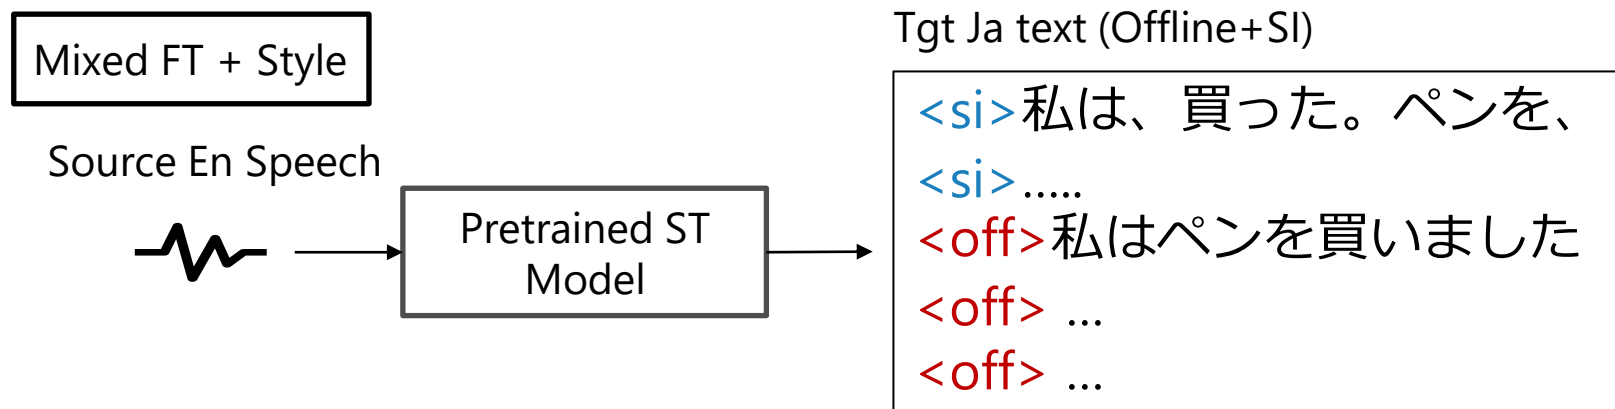 Mixed FT + Style
Source En Speech
Pretrained ST
Model
Tgt Ja text (Offline+SI)
<si>私は、買った。ペンを、
<si>.....
<off>私はペンを買いました
<off> ...
<off> ...